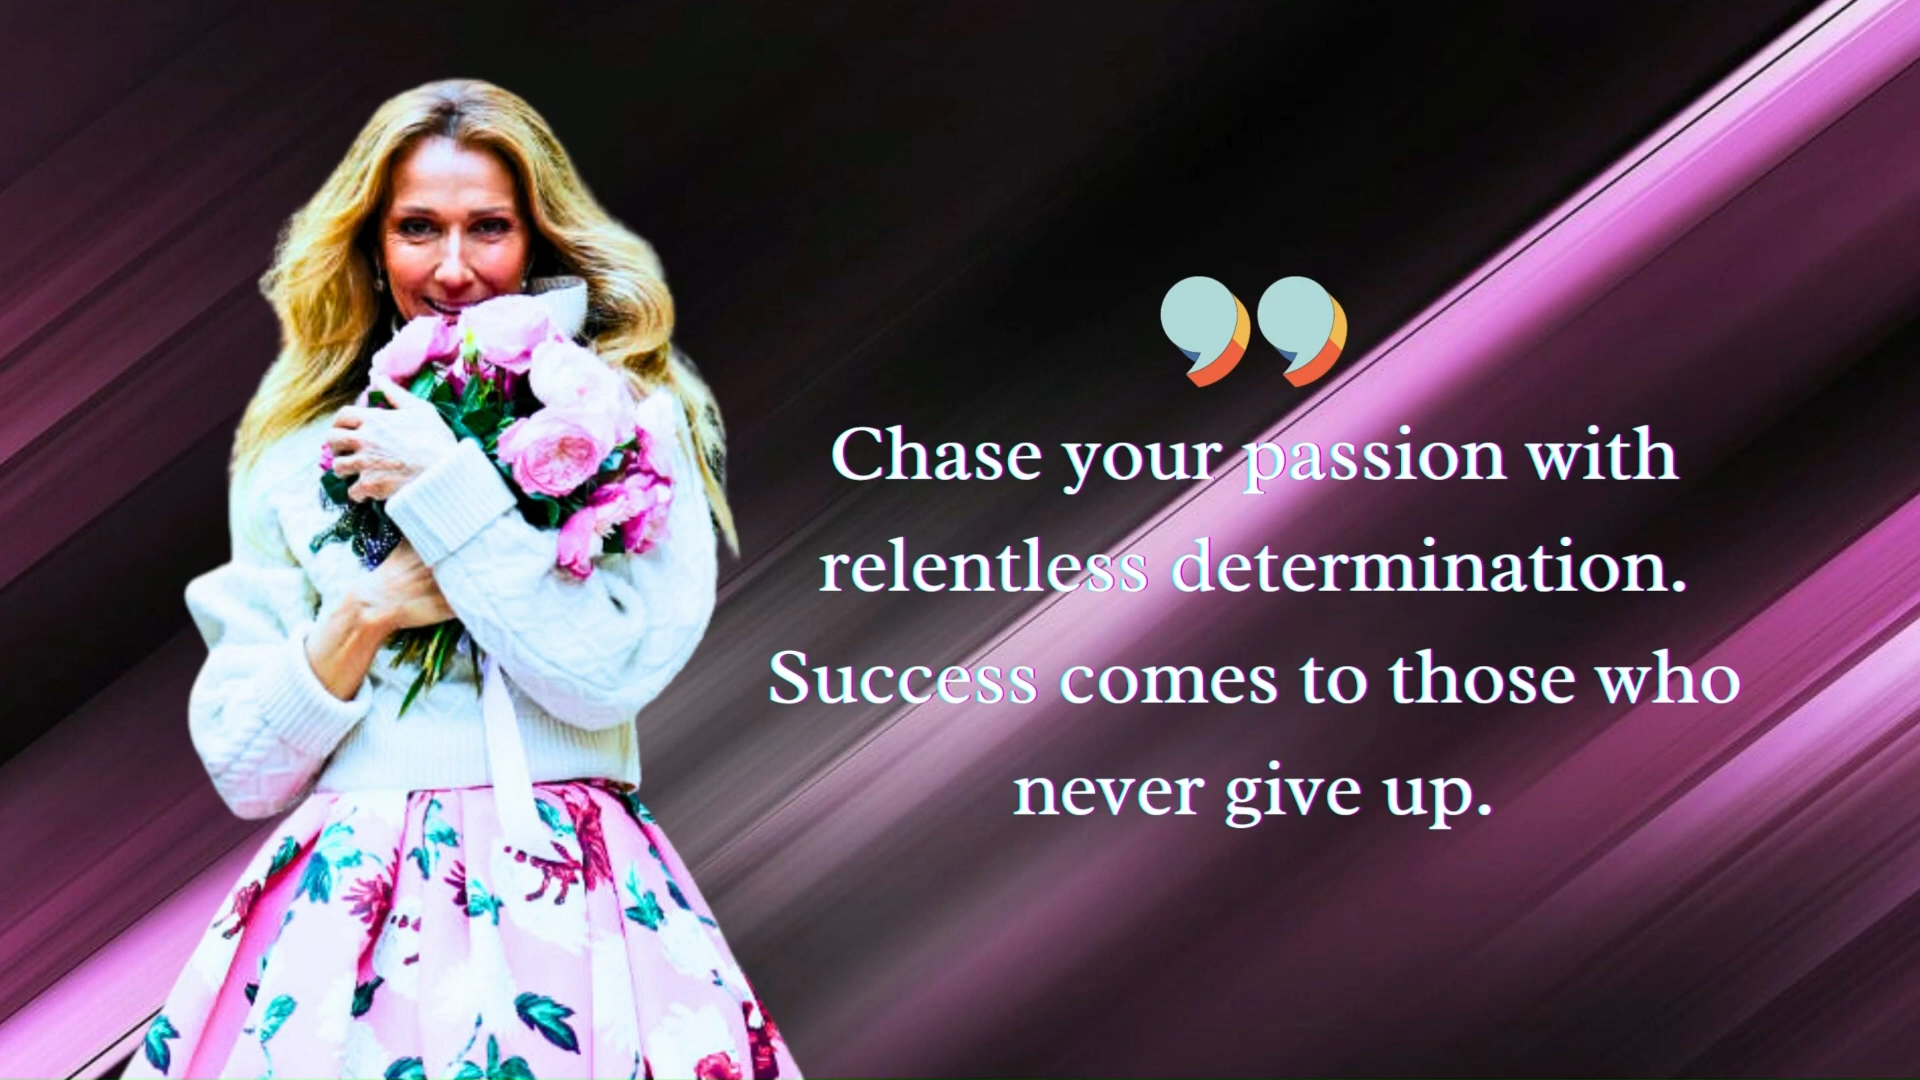 Chase your passion with
relentless determination.
Success comes to those who
never give up.